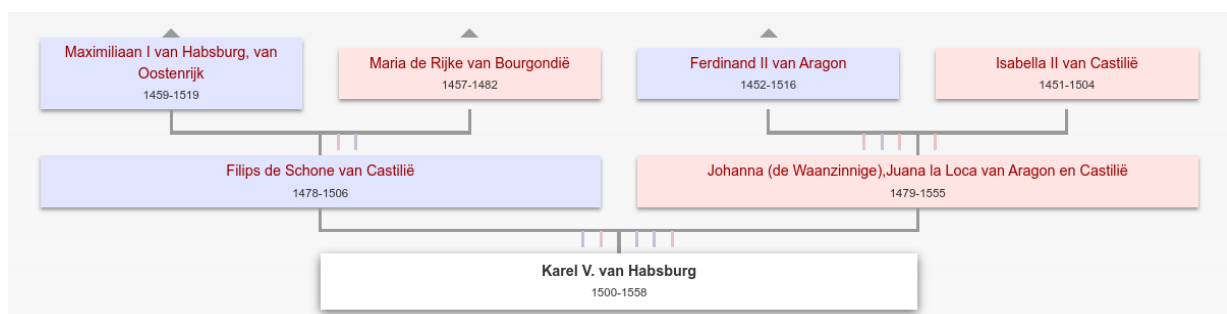 Maximiliaan I van Habsburg, van
Oostenrijk
1459-1519
Maria de Rijke van Bourgondië
1457-1482
Ferdinand II van Aragon
1452-1516
Isabella II van Castilië
1451-1504
Filips de Schone van Castilië
1478-1506
Johanna (de Waanzinnige),Juana la Loca van Aragon en Castilië
1479-1555
Karel V. van Habsburg
1500-1558